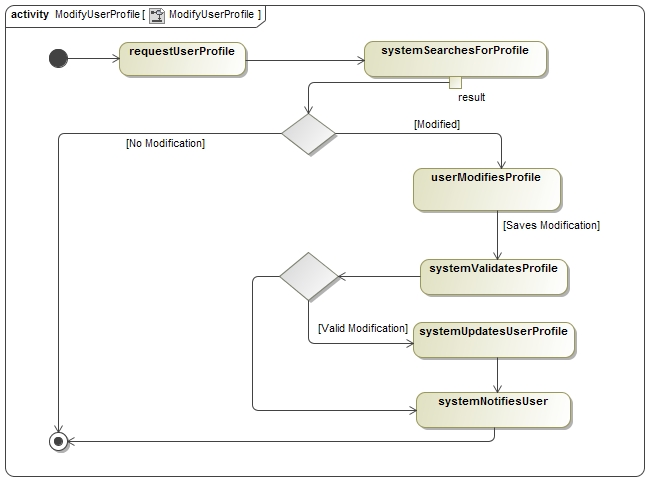 activity ModifyUserProfile [ ModifyUserProfile ]
requestUserProfile
systemSearchesForProfile
result
[No Modification]
[Modified]
userModifiesProfile
[Saves Modification]
systemValidatesProfile
[Valid Modification]
systemUpdatesUserProfile
systemNotifiesUser